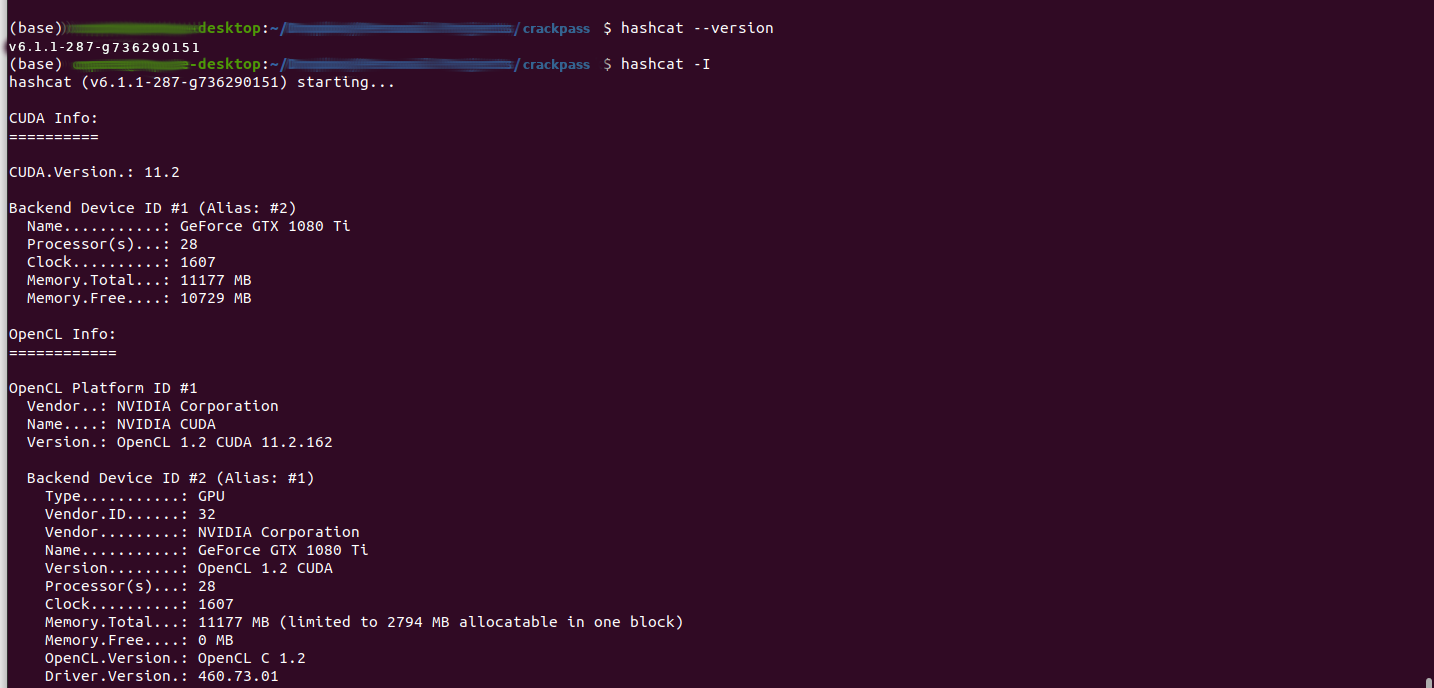 (base) desktop:~/ /crackpass $ hashcat --version
v6.1.1-287-g736290151
(base) -desktop:~/ /crackpass $ hashcat -I
hashcat (v6.1.1-287-g736290151) starting...
CUDA Info:
==========
CUDA.Version.: 11.2
Backend Device ID #1 (Alias: #2)
Name...........: GeForce GTX 1080 Ti
Processor(s)...: 28
Clock..........: 1607
Memory.Total...: 11177 MB
Memory.Free....: 10729 MB
OpenCL Info:
============
OpenCL Platform ID #1
Vendor..: NVIDIA Corporation
Name....: NVIDIA CUDA
Version.: OpenCL 1.2 CUDA 11.2.162
Backend Device ID #2 (Alias: #1)
Type...........: GPU
Vendor.ID......: 32
Vendor.........: NVIDIA Corporation
Name...........: GeForce GTX 1080 Ti
Version........: OpenCL 1.2 CUDA
Processor(s)...: 28
Clock..........: 1607
Memory.Total...: 11177 MB (limited to 2794 MB allocatable in one block)
Memory.Free....: 0 MB
OpenCL.Version.: OpenCL C 1.2
Driver.Version.: 460.73.01